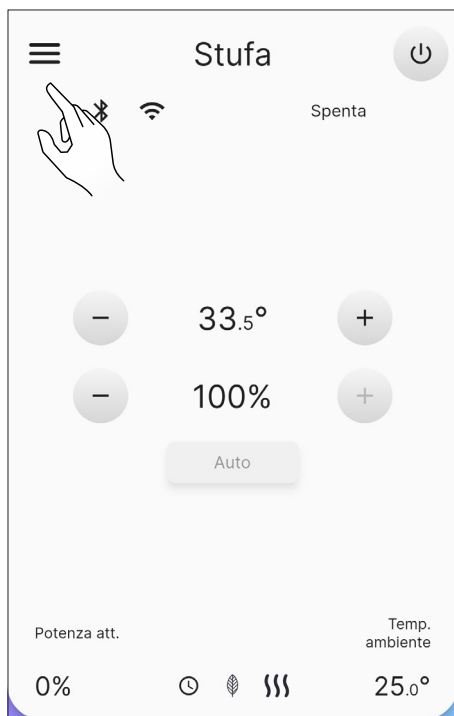 Stufa
Spenta
33.5°
100%
Auto
Potenza att.
Temp.
ambiente
0%
25.0°